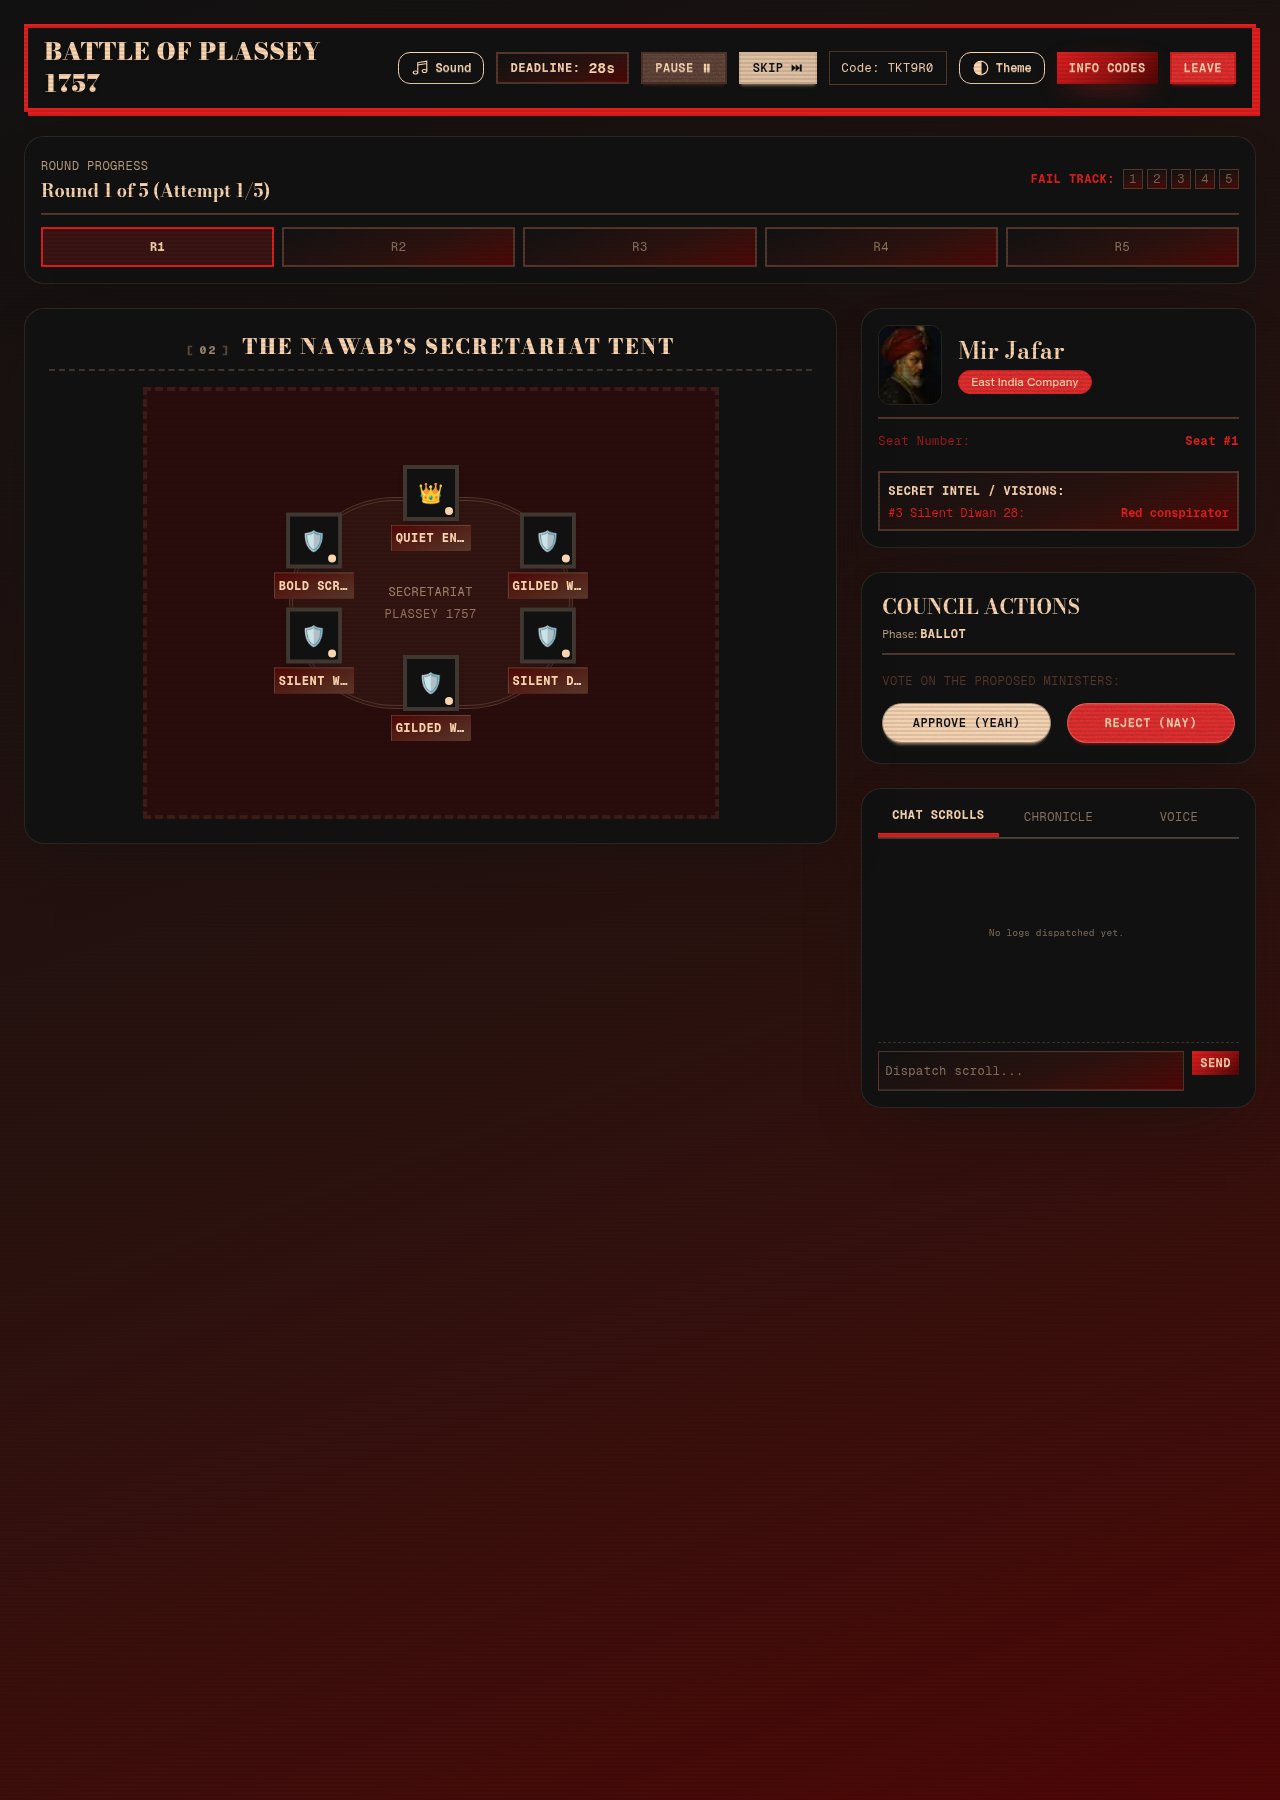 BATTLE OF PLASSEY
1757
Sound
DEADLINE: 28s
PAUSE ⏸
SKIP ⏭
Code: TKT9R0
Theme
INFO CODES
LEAVE
ROUND PROGRESS
Round 1 of 5 (Attempt 1/5)
FAIL TRACK: 1 2 3 4 5
R1 R2 R3 R4 R5
[ 02 ] THE NAWAB'S SECRETARIAT TENT
QUIET EN…
BOLD SCR…
GILDED W…
SECRETARIAT
PLASSEY 1757
SILENT W…
SILENT D…
GILDED W…
Mir Jafar
East India Company
Seat Number: Seat #1
SECRET INTEL / VISIONS:
#3 Silent Diwan 28: Red conspirator
COUNCIL ACTIONS
Phase: BALLOT
VOTE ON THE PROPOSED MINISTERS:
APPROVE (YEAH)
REJECT (NAY)
CHAT SCROLLS
CHRONICLE
VOICE
No logs dispatched yet.
Dispatch scroll...
SEND